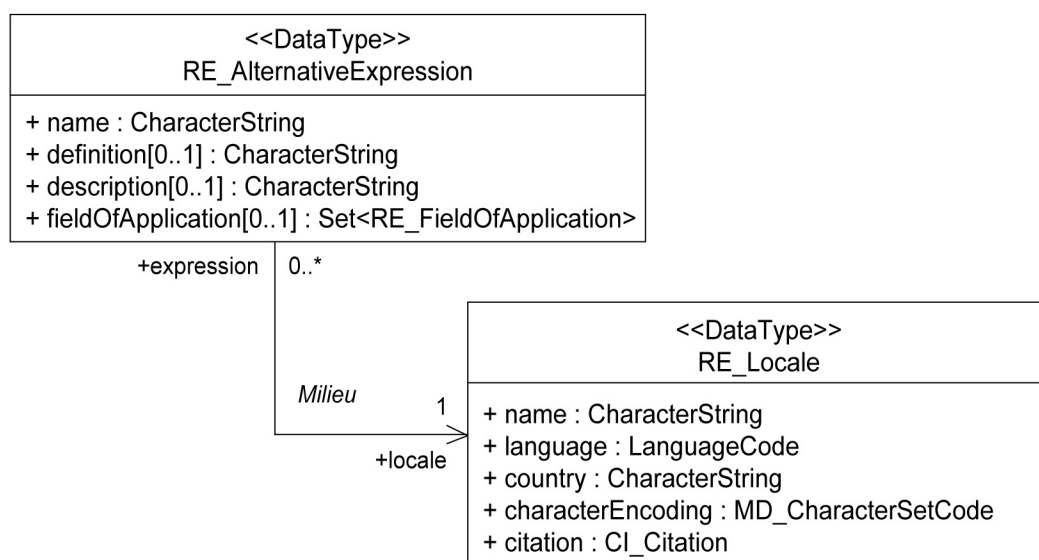 <<DataType>>
RE_AlternativeExpression
+ name : CharacterString
+ definition[0..1] : CharacterString
+ description[0..1] : CharacterString
+ fieldOfApplication[0..1] : Set<RE_FieldOfApplication>
+expression 0..*
<<DataType>>
RE_Locale
Milieu
1
+locale
+ name : CharacterString
+ language : LanguageCode
+ country : CharacterString
+ characterEncoding : MD_CharacterSetCode
+ citation : CI_Citation